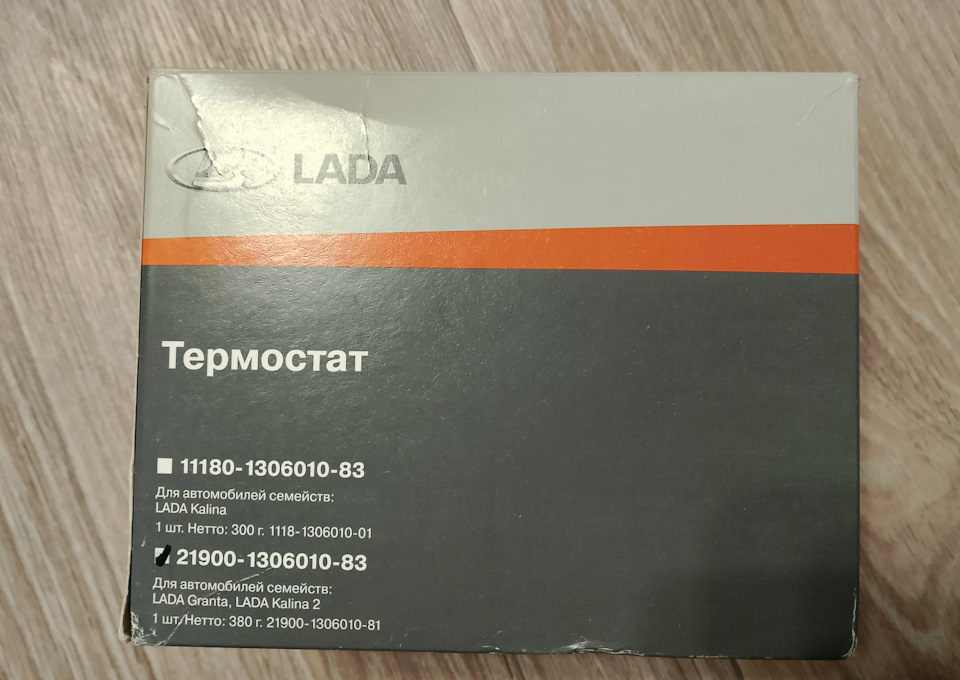 LADA
Термостат
11180-1306010-83
Для автомобилей семейств:
LADA Kalina
1 шт. Нетто: 300 г. 1118-1306010-01
21900-1306010-83
Для автомобилей семейств:
LADA Granta, LADA Kalina 2
1 шт. Нетто: 380 г. 21900-1306010-81